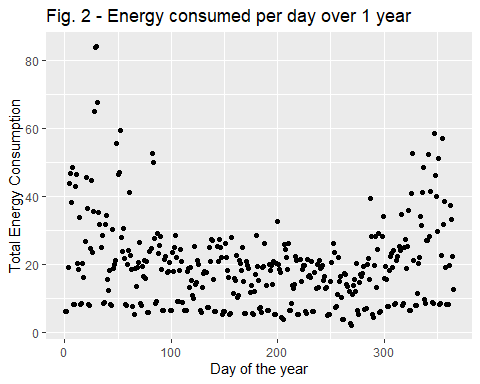 Fig. 2 - Energy consumed per day over 1 year
Total Energy Consumption
80
60
40
20
0
0 100 200 300
Day of the year